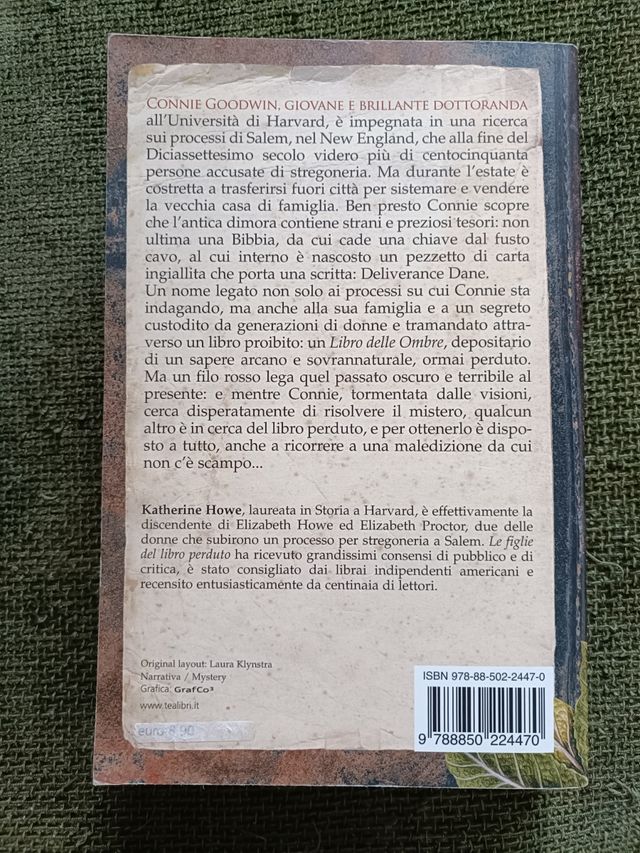 CONNIE GOODWIN, GIOVANE E BRILLANTE DOTTORANDA
all'Università di Harvard, è impegnata in una ricerca
sui processi di Salem, nel New England, che alla fine del
Diciassettesimo secolo videro più di centocinquanta
persone accusate di stregoneria. Ma durante l'estate è
costretta a trasferirsi fuori città per sistemare e vendere
la vecchia casa di famiglia. Ben presto Connie scopre
che l'antica dimora contiene strani e preziosi tesori: non
ultima una Bibbia, da cui cade una chiave dal fusto
cavo, al cui interno è nascosto un pezzetto di carta
ingiallita che porta una scritta: Deliverance Dane.
Un nome legato non solo ai processi su cui Connie sta
indagando, ma anche alla sua famiglia e a un segreto
custodito da generazioni di donne e tramandato attra-
verso un libro proibito: un Libro delle Ombre, depositario
di un sapere arcano e sovrannaturale, ormai perduto.
Ma un filo rosso lega quel passato oscuro e terribile al
presente: e mentre Connie, tormentata dalle visioni,
cerca disperatamente di risolvere il mistero, qualcun
altro è in cerca del libro perduto, e per ottenerlo è dispo-
sto a tutto, anche a ricorrere a una maledizione da cui
non c'è scampo...
Katherine Howe, laureata in Storia a Harvard, è effettivamente la
discendente di Elizabeth Howe ed Elizabeth Proctor, due delle
donne che subirono un processo per stregoneria a Salem. Le figlie
del libro perduto ha ricevuto grandissimi consensi di pubblico e di
critica, è stato consigliato dai librai indipendenti americani e
recensito entusiasticamente da centinaia di lettori.
Original layout: Laura Klynstra
Narrativa / Mystery
Grafica: GrafCo³
www.tealibri.it
euro 8,90
ISBN 978-88-502-2447-0
9 788850 224470